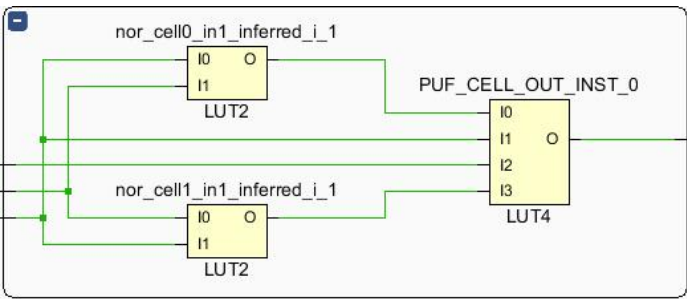 nor_cell0_in1_inferred_i_1
I0 O
I1
LUT2
PUF_CELL_OUT_INST_0
I0
I1 O
I2
I3
LUT4
nor_cell1_in1_inferred_i_1
I0 O
I1
LUT2